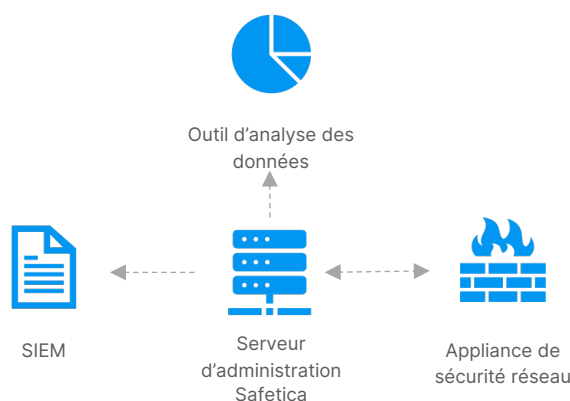 Outil d’analyse des
données
SIEM
Serveur
d’administration
Safetica
Appliance de
sécurité réseau